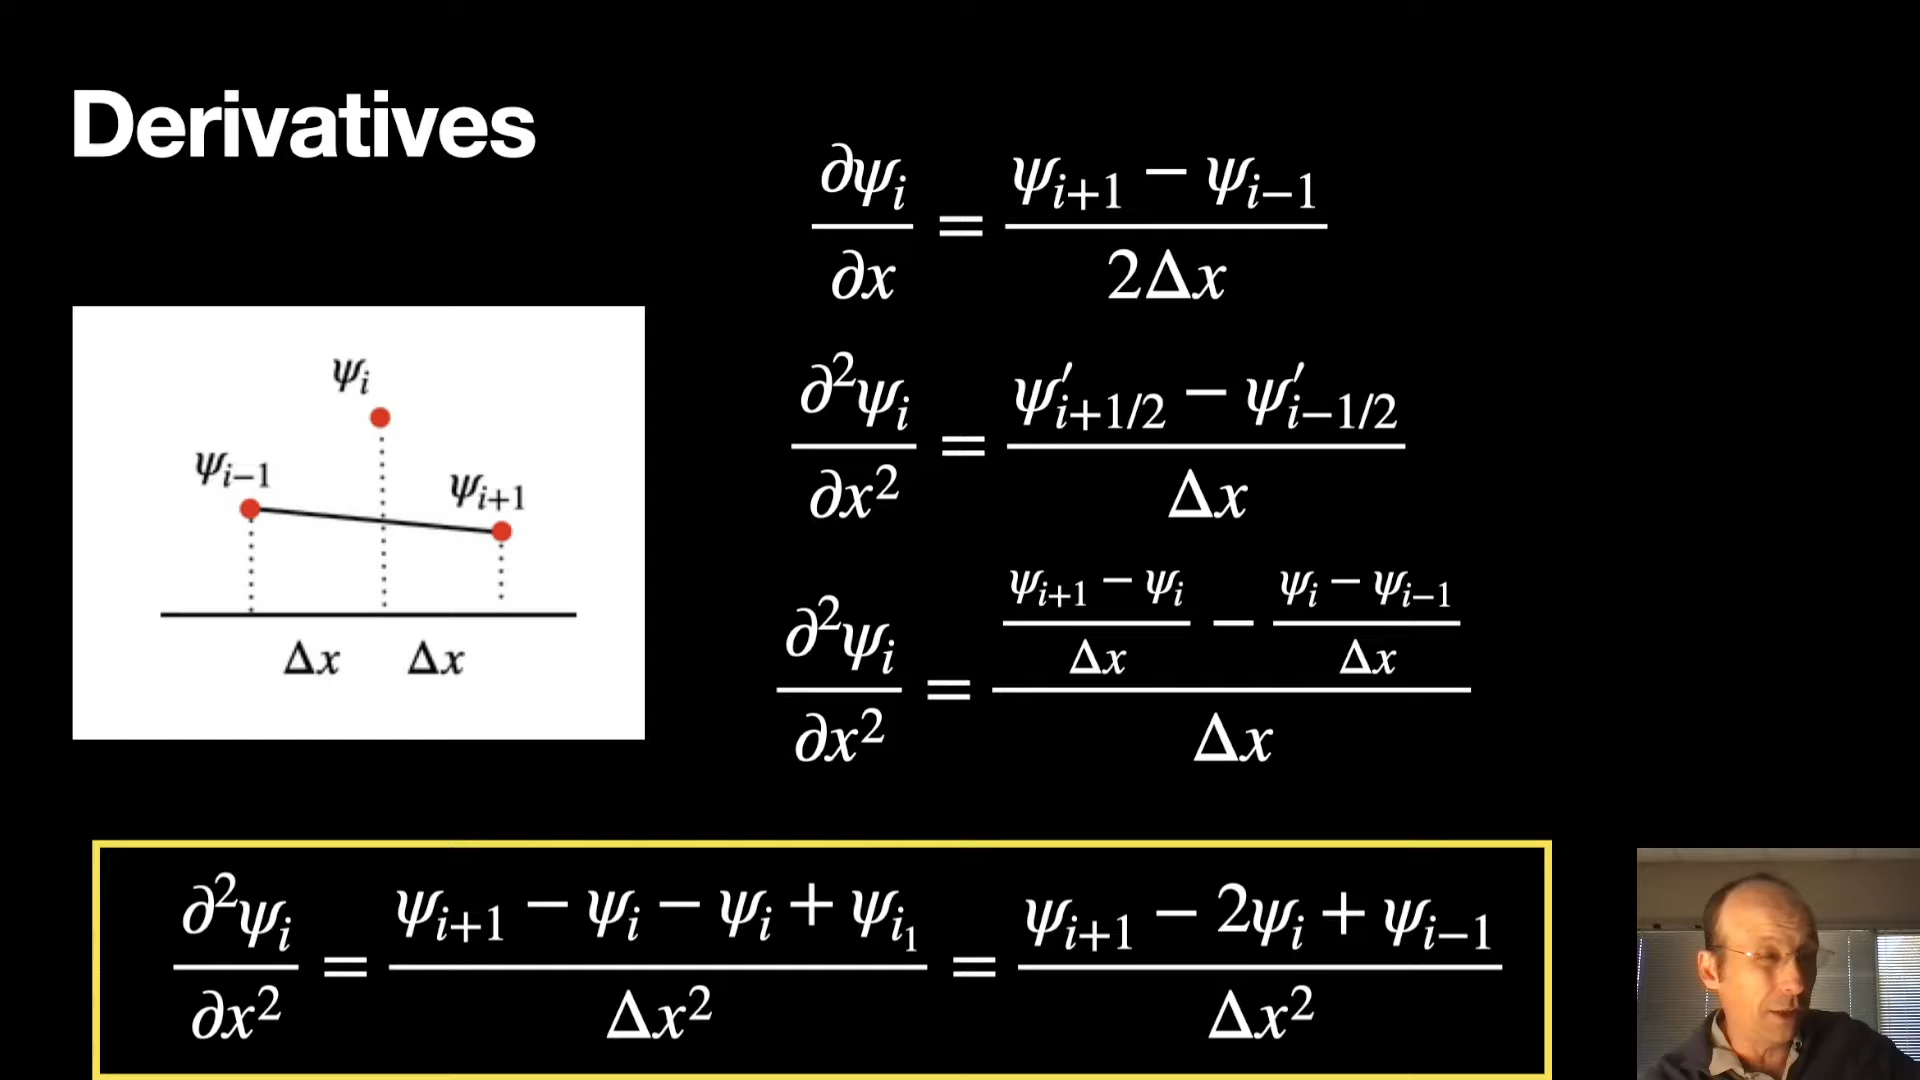 Derivatives
∂ψᵢ/∂x = (ψᵢ₊₁ − ψᵢ₋₁)/(2Δx)
∂²ψᵢ/∂x² = (ψ′ᵢ₊₁/₂ − ψ′ᵢ₋₁/₂)/Δx
∂²ψᵢ/∂x² = ((ψᵢ₊₁ − ψᵢ)/Δx − (ψᵢ − ψᵢ₋₁)/Δx)/Δx
ψᵢ
ψᵢ₋₁
ψᵢ₊₁
Δx Δx
∂²ψᵢ/∂x² = (ψᵢ₊₁ − ψᵢ − ψᵢ + ψ_{i₁})/Δx² = (ψᵢ₊₁ − 2ψᵢ + ψᵢ₋₁)/Δx²